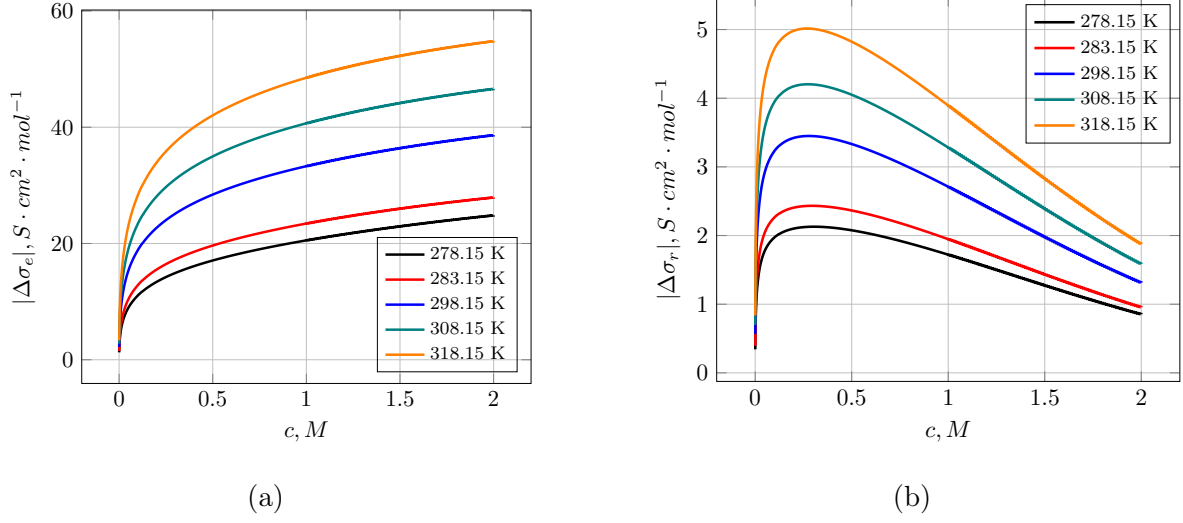 60
40
20
0
|Δσ_e|, S · cm² · mol⁻¹
278.15 K
283.15 K
298.15 K
308.15 K
318.15 K
0 0.5 1 1.5 2
c, M
(a)
5
4
3
2
1
0
|Δσ_r|, S · cm² · mol⁻¹
278.15 K
283.15 K
298.15 K
308.15 K
318.15 K
0 0.5 1 1.5 2
c, M
(b)